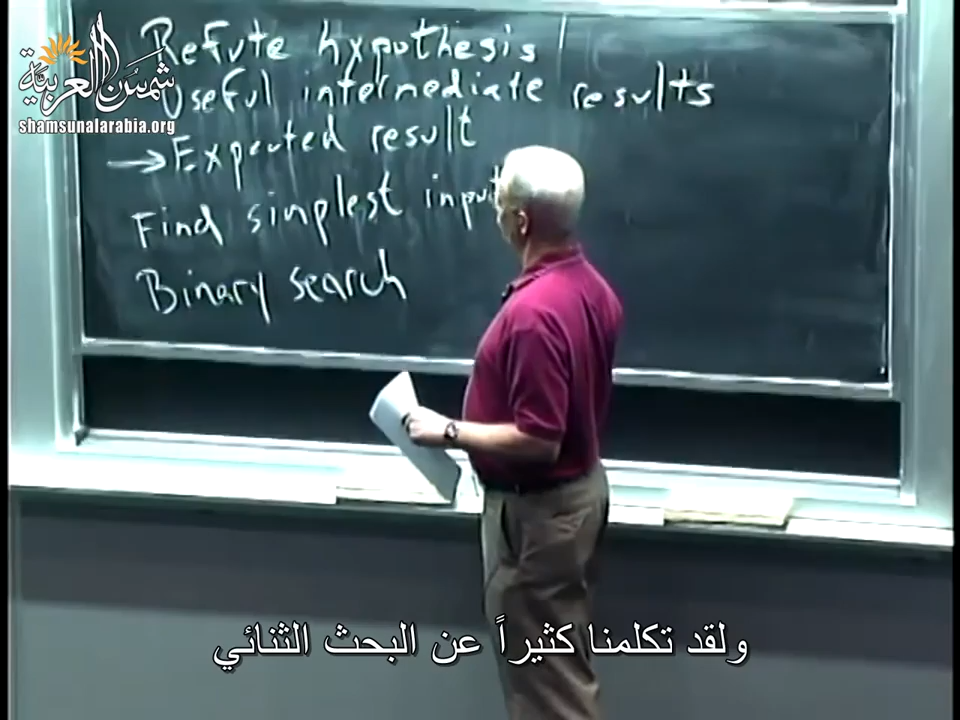 شمس العربية
shamsunalarabia.org
Refute hypothesis
Useful intermediate results
→ Expected result
Find simplest input
Binary search
ولقد تكلمنا كثيراً عن البحث الثنائي